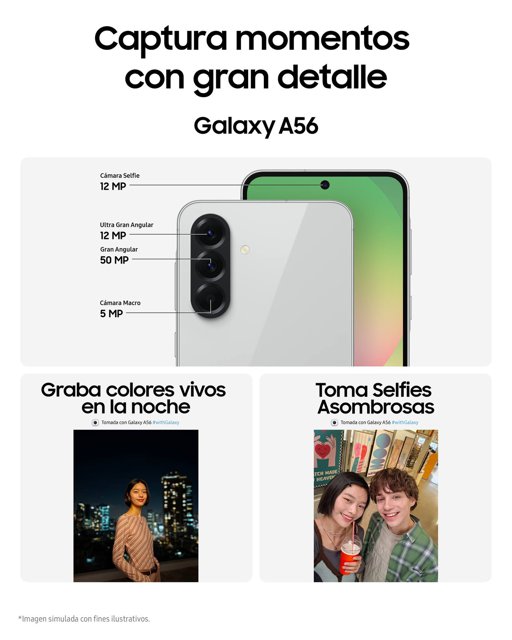 Captura momentos
con gran detalle
Galaxy A56
Cámara Selfie
12 MP
Ultra Gran Angular
12 MP
Gran Angular
50 MP
Cámara Macro
5 MP
Graba colores vivos
en la noche
Tomada con Galaxy A56 #withGalaxy
Toma Selfies
Asombrosas
Tomada con Galaxy A56 #withGalaxy
MADE
HEAVEN
*Imagen simulada con fines ilustrativos.